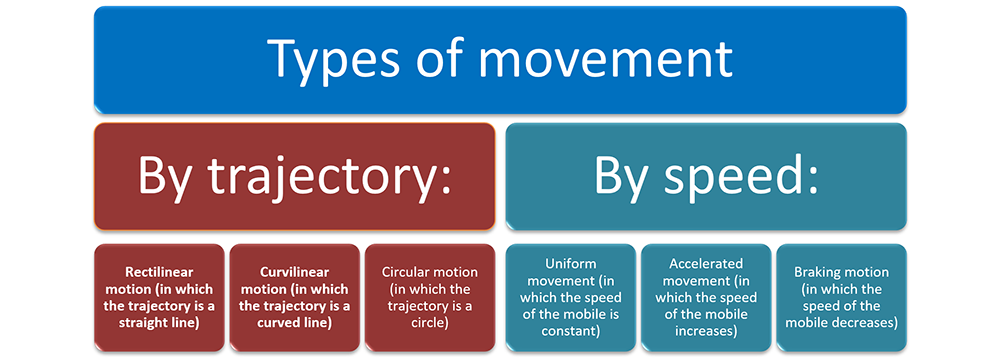 Types of movement
By trajectory:
By speed:
Rectilinear
motion (in which
the trajectory is a
straight line)
Curvilinear
motion (in which
the trajectory is a
curved line)
Circular motion
(in which the
trajectory is a
circle)
Uniform
movement (in
which the speed
of the mobile is
constant)
Accelerated
movement (in
which the speed
of the mobile
increases)
Braking motion
(in which the
speed of the
mobile decreases)